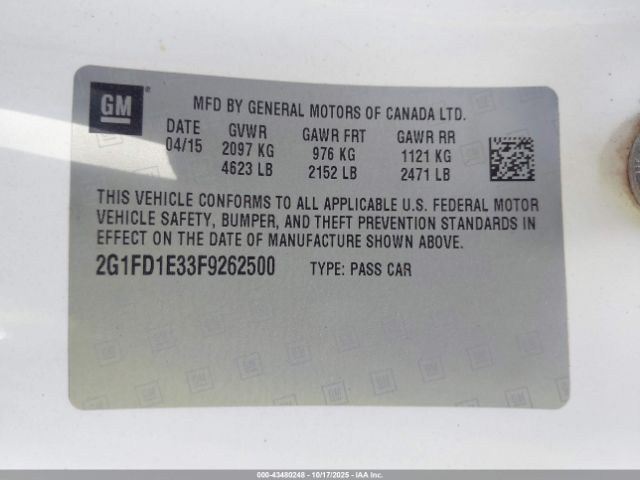 GM
MFD BY GENERAL MOTORS OF CANADA LTD.
DATE GVWR GAWR FRT GAWR RR
04/15 2097 KG 976 KG 1121 KG
4623 LB 2152 LB 2471 LB
THIS VEHICLE CONFORMS TO ALL APPLICABLE U.S. FEDERAL MOTOR
VEHICLE SAFETY, BUMPER, AND THEFT PREVENTION STANDARDS IN
EFFECT ON THE DATE OF MANUFACTURE SHOWN ABOVE.
2G1FD1E33F9262500 TYPE: PASS CAR
000-43480248 - 10/17/2025 - IAA Inc.